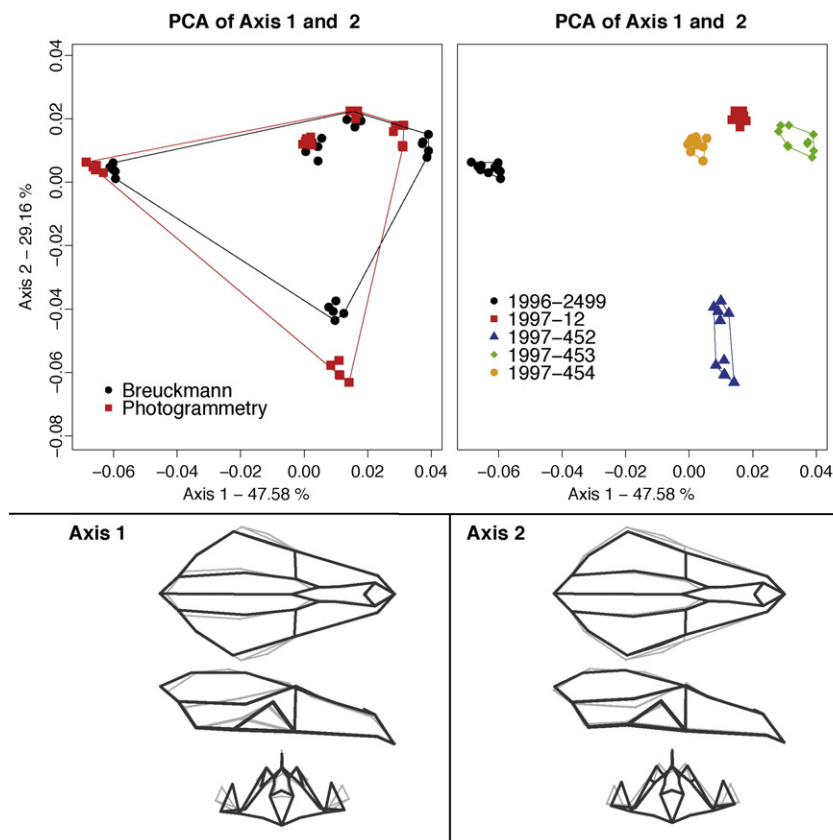 PCA of Axis 1 and 2
Axis 2 – 29.16 %
0.04
0.02
0.00
−0.02
−0.04
−0.06
−0.08
Breuckmann
Photogrammetry
−0.06
−0.04
−0.02
0.00
0.02
0.04
Axis 1 – 47.58 %
PCA of Axis 1 and 2
1996−2499
1997−12
1997−452
1997−453
1997−454
−0.06
−0.04
−0.02
0.00
0.02
0.04
Axis 1 – 47.58 %
Axis 1
Axis 2